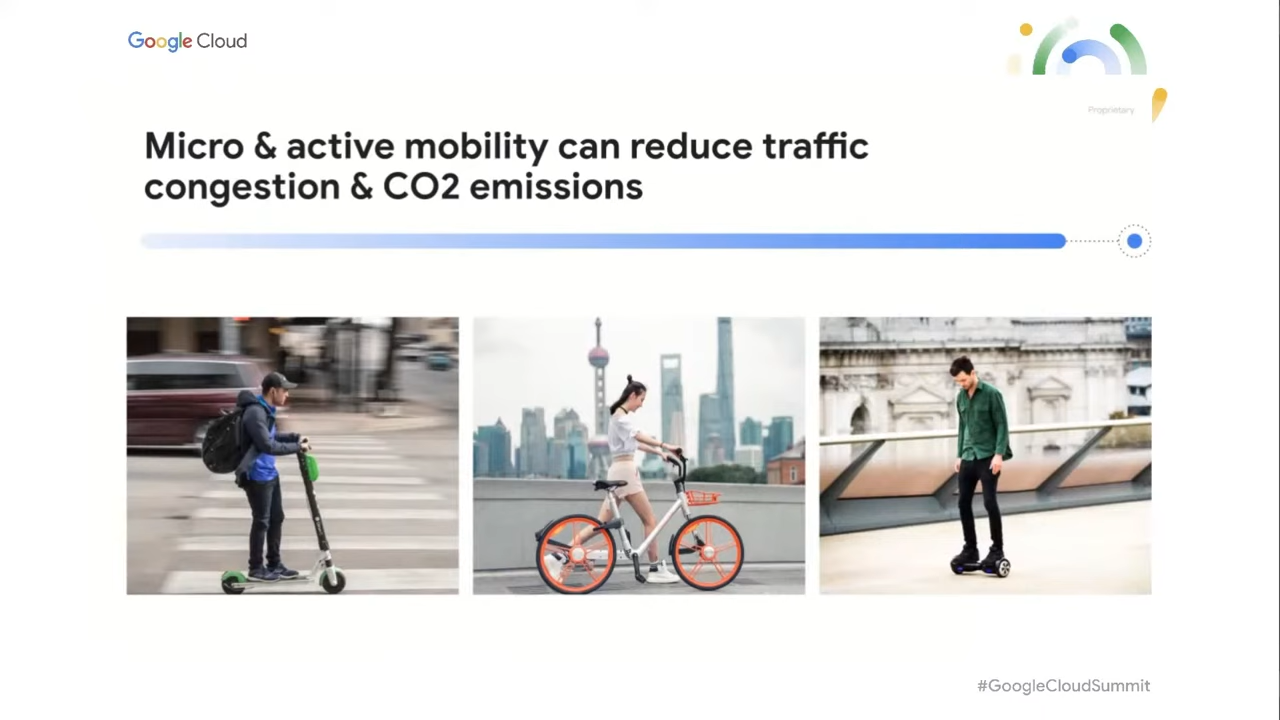 Google Cloud
Proprietary
Micro & active mobility can reduce traffic
congestion & CO2 emissions
#GoogleCloudSummit